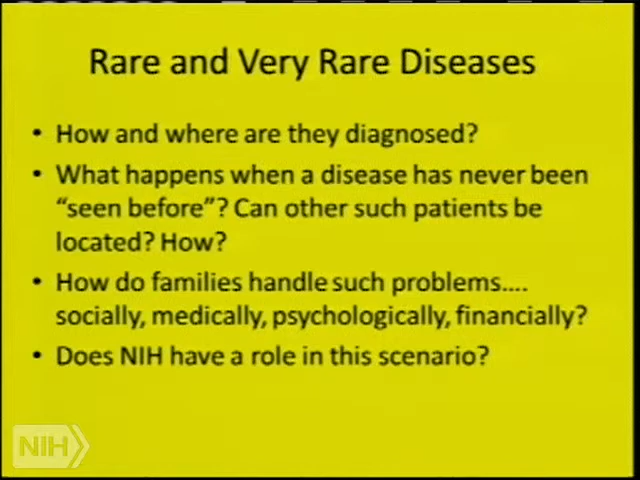 Rare and Very Rare Diseases
• How and where are they diagnosed?
• What happens when a disease has never been
“seen before”? Can other such patients be
located? How?
• How do families handle such problems....
socially, medically, psychologically, financially?
• Does NIH have a role in this scenario?
NIH